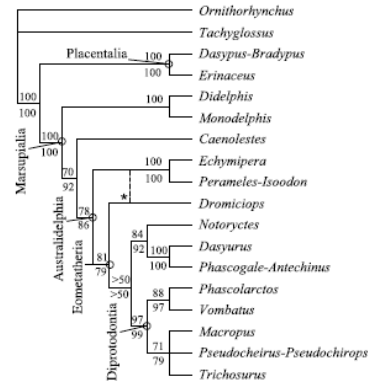 Ornithorhynchus
Tachyglossus
Placentalia
100
100
Dasypus-Bradypus
Erinaceus
100
100
100
Didelphis
Monodelphis
100
100
Marsupialia
Caenolestes
70
92
100
100
Echymipera
Perameles-Isoodon
Australidelphia
78
86
*
Dromiciops
Eometatheria
81
79
84
92
Notoryctes
100
100
Dasyurus
Phascogale-Antechinus
>50
>50
88
97
Phascolarctos
Vombatus
Diprotodontia
97
99
Macropus
71
79
Pseudocheirus-Pseudochirops
Trichosurus